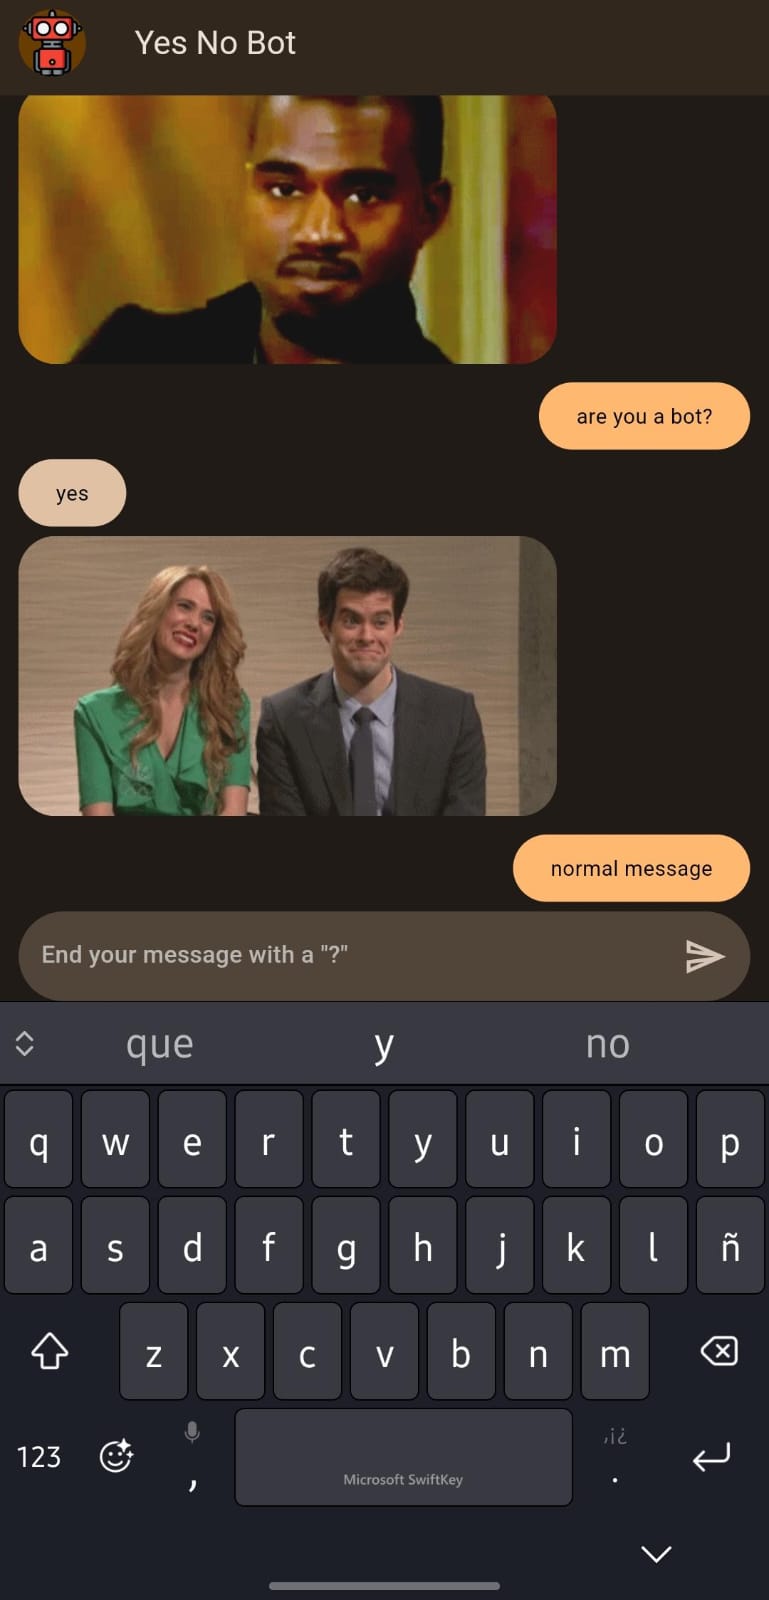 Yes No Bot
are you a bot?
yes
normal message
End your message with a "?"
que y no
q w e r t y u i o p
a s d f g h j k l ñ
z x c v b n m
123 , Microsoft SwiftKey ,¡¿ .